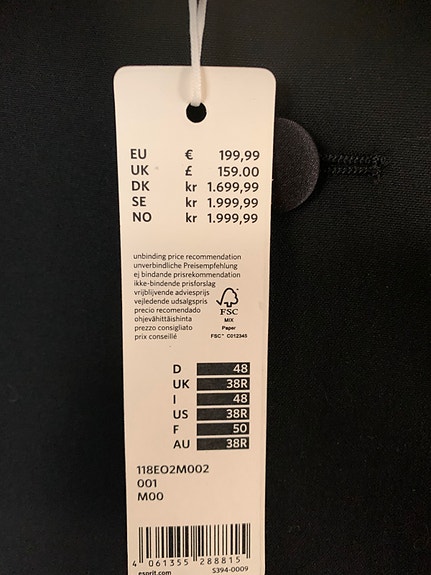 EU € 199,99
UK £ 159.00
DK kr 1.699,99
SE kr 1.999,99
NO kr 1.999,99
unbinding price recommendation
unverbindliche Preisempfehlung
ej bindande prisrekommendation
ikke-bindende prisforslag
vrijblijvende adviesprijs
vejledende udsalgspris
precio recomendado
ohjevähittäishinta
prezzo consigliato
prix conseillé
FSC
MIX
Paper
FSC™ C012345
D 48
UK 38R
I 48
US 38R
F 50
AU 38R
118EO2M002
001
M00
4 061355 288815
esprit.com S394-0009